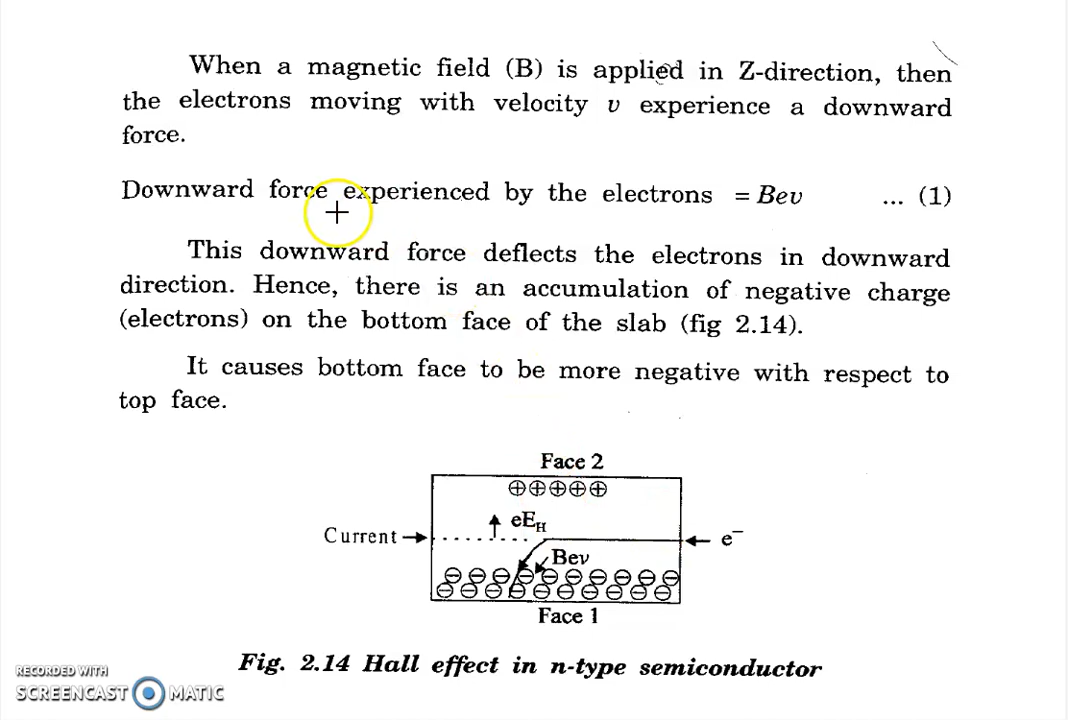 When a magnetic field (B) is applied in Z-direction, then
the electrons moving with velocity v experience a downward
force.
Downward force experienced by the electrons = Bev ... (1)
This downward force deflects the electrons in downward
direction. Hence, there is an accumulation of negative charge
(electrons) on the bottom face of the slab (fig 2.14).
It causes bottom face to be more negative with respect to
top face.
Face 2
⊕⊕⊕⊕⊕
eE_H
Current
e⁻
Bev
⊖⊖⊖⊖⊖⊖⊖⊖⊖⊖
⊖⊖⊖⊖⊖⊖⊖⊖⊖⊖
Face 1
Fig. 2.14 Hall effect in n-type semiconductor
RECORDED WITH
SCREENCAST MATIC